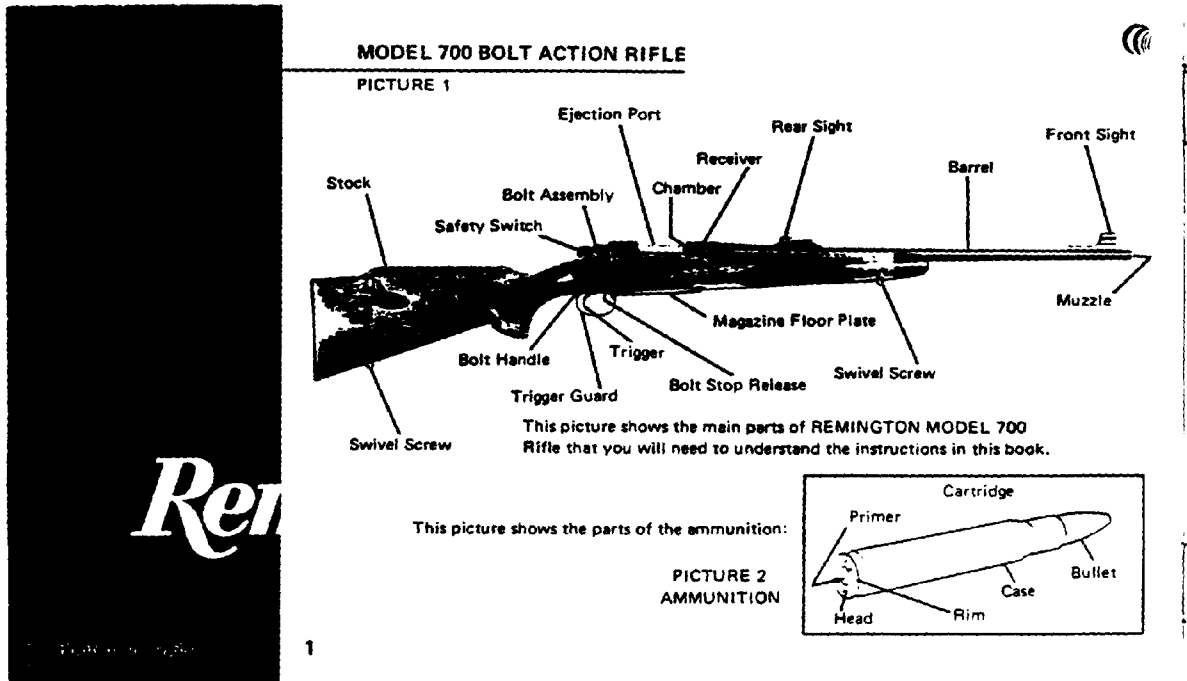 MODEL 700 BOLT ACTION RIFLE
PICTURE 1
Ejection Port
Rear Sight
Front Sight
Receiver
Barrel
Stock
Chamber
Bolt Assembly
Safety Switch
Muzzle
Magazine Floor Plate
Trigger
Bolt Handle
Swivel Screw
Bolt Stop Release
Trigger Guard
Swivel Screw
This picture shows the main parts of REMINGTON MODEL 700
Rifle that you will need to understand the instructions in this book.
Rem
Cartridge
Primer
This picture shows the parts of the ammunition:
PICTURE 2
AMMUNITION
Bullet
Case
Rim
Head
1